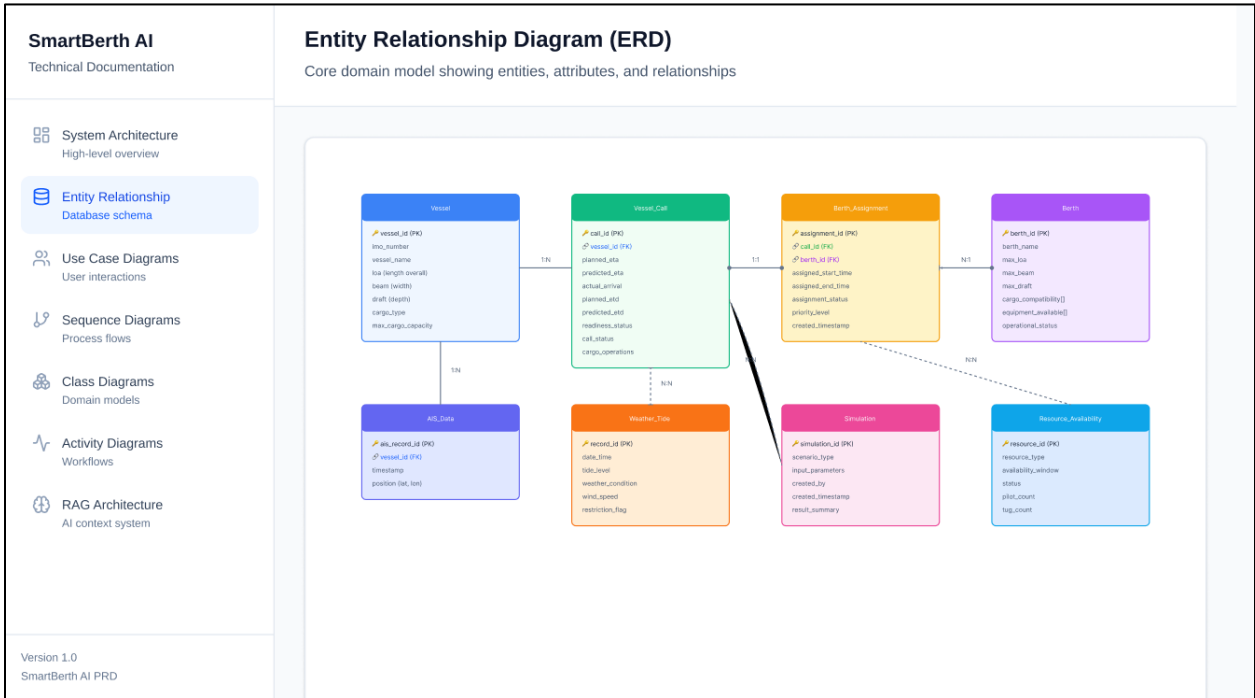 SmartBerth AI
Technical Documentation
System Architecture
High-level overview
Entity Relationship
Database schema
Use Case Diagrams
User interactions
Sequence Diagrams
Process flows
Class Diagrams
Domain models
Activity Diagrams
Workflows
RAG Architecture
AI context system
Version 1.0
SmartBerth AI PRD
Entity Relationship Diagram (ERD)
Core domain model showing entities, attributes, and relationships
Vessel
vessel_id (PK)
imo_number
vessel_name
loa (length overall)
beam (width)
draft (depth)
cargo_type
max_cargo_capacity
1:N
Vessel_Call
call_id (PK)
vessel_id (FK)
planned_eta
predicted_eta
actual_arrival
planned_etd
predicted_etd
readiness_status
call_status
cargo_operations
1:1
Berth_Assignment
assignment_id (PK)
call_id (FK)
berth_id (FK)
assigned_start_time
assigned_end_time
assignment_status
priority_level
created_timestamp
N:1
Berth
berth_id (PK)
berth_name
max_loa
max_beam
max_draft
cargo_compatibility[]
equipment_available[]
operational_status
1:N
N:N
N:N
AIS_Data
ais_record_id (PK)
vessel_id (FK)
timestamp
position (lat, lon)
Weather_Tide
record_id (PK)
date_time
tide_level
weather_condition
wind_speed
restriction_flag
Simulation
simulation_id (PK)
scenario_type
input_parameters
created_by
created_timestamp
result_summary
Resource_Availability
resource_id (PK)
resource_type
availability_window
status
pilot_count
tug_count